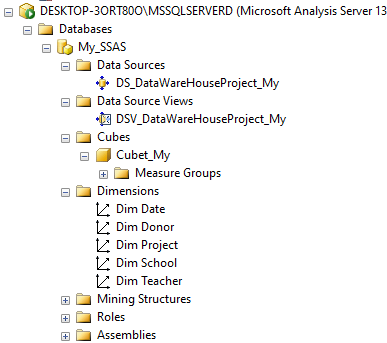 DESKTOP-3ORT80O\MSSQLSERVERD (Microsoft Analysis Server 13
Databases
My_SSAS
Data Sources
DS_DataWareHouseProject_My
Data Source Views
DSV_DataWareHouseProject_My
Cubes
Cubet_My
Measure Groups
Dimensions
Dim Date
Dim Donor
Dim Project
Dim School
Dim Teacher
Mining Structures
Roles
Assemblies